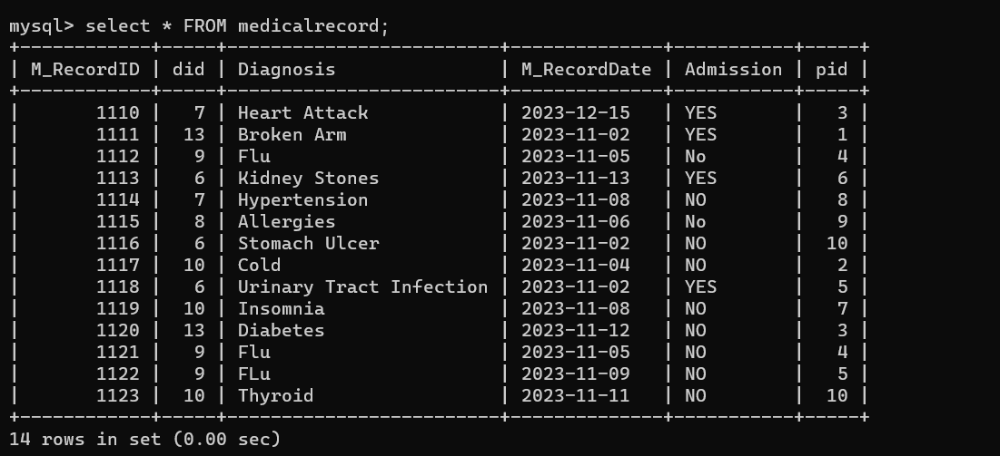 mysql> select * FROM medicalrecord;
+------------+-----+-------------------------+--------------+-----------+-----+
| M_RecordID | did | Diagnosis               | M_RecordDate | Admission | pid |
+------------+-----+-------------------------+--------------+-----------+-----+
|       1110 |   7 | Heart Attack            | 2023-12-15   | YES       |   3 |
|       1111 |  13 | Broken Arm              | 2023-11-02   | YES       |   1 |
|       1112 |   9 | Flu                     | 2023-11-05   | No        |   4 |
|       1113 |   6 | Kidney Stones           | 2023-11-13   | YES       |   6 |
|       1114 |   7 | Hypertension            | 2023-11-08   | NO        |   8 |
|       1115 |   8 | Allergies               | 2023-11-06   | No        |   9 |
|       1116 |   6 | Stomach Ulcer           | 2023-11-02   | NO        |  10 |
|       1117 |  10 | Cold                    | 2023-11-04   | NO        |   2 |
|       1118 |   6 | Urinary Tract Infection | 2023-11-02   | YES       |   5 |
|       1119 |  10 | Insomnia                | 2023-11-08   | NO        |   7 |
|       1120 |  13 | Diabetes                | 2023-11-12   | NO        |   3 |
|       1121 |   9 | Flu                     | 2023-11-05   | NO        |   4 |
|       1122 |   9 | FLu                     | 2023-11-09   | NO        |   5 |
|       1123 |  10 | Thyroid                 | 2023-11-11   | NO        |  10 |
+------------+-----+-------------------------+--------------+-----------+-----+
14 rows in set (0.00 sec)